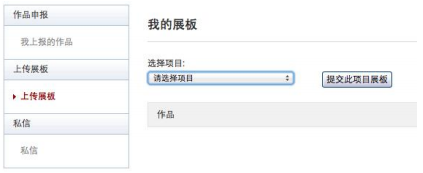 作品申报
我上报的作品
上传展板
上传展板
私信
私信
我的展板
选择项目:
请选择项目
提交此项目展板
作品